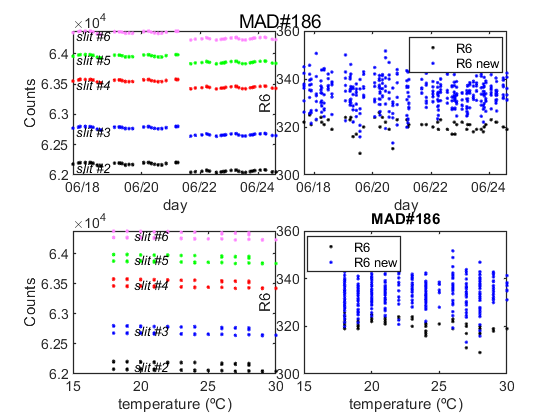 MAD#186
×10⁴
6.4
6.35
6.3
6.25
6.2
Counts
slit #6
slit #5
slit #4
slit #3
slit #2
06/18 06/20 06/22 06/24
day
360
340
320
300
R6
R6
R6 new
06/18 06/20 06/22 06/24
day
×10⁴
6.4
6.35
6.3
6.25
6.2
Counts
slit #6
slit #5
slit #4
slit #3
slit #2
15 20 25 30
temperature (ºC)
MAD#186
360
340
320
300
R6
R6
R6 new
15 20 25 30
temperature (ºC)